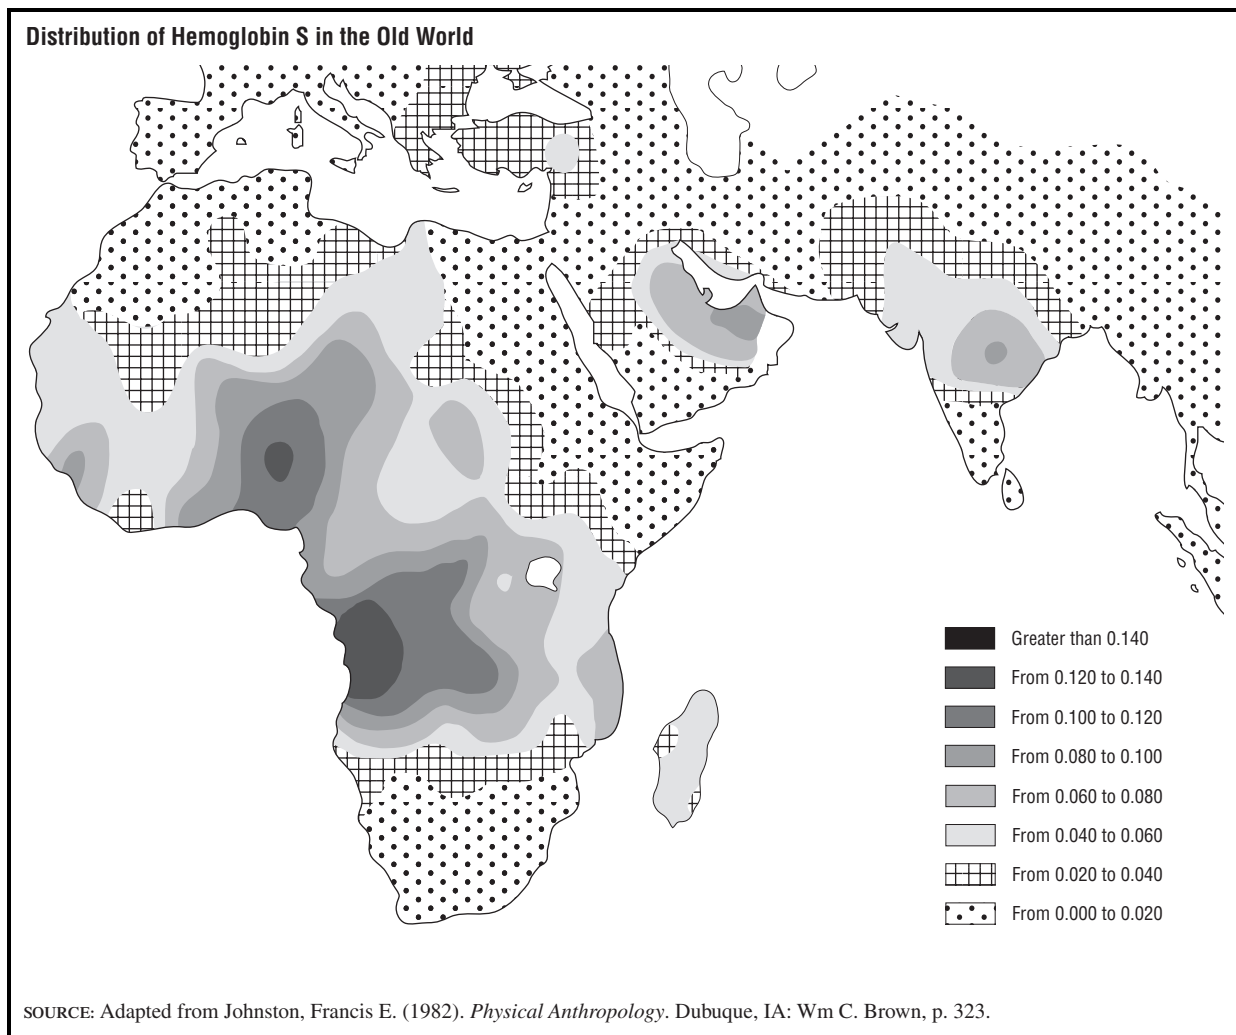 Distribution of Hemoglobin S in the Old World
Greater than 0.140
From 0.120 to 0.140
From 0.100 to 0.120
From 0.080 to 0.100
From 0.060 to 0.080
From 0.040 to 0.060
From 0.020 to 0.040
From 0.000 to 0.020
SOURCE: Adapted from Johnston, Francis E. (1982). Physical Anthropology. Dubuque, IA: Wm C. Brown, p. 323.